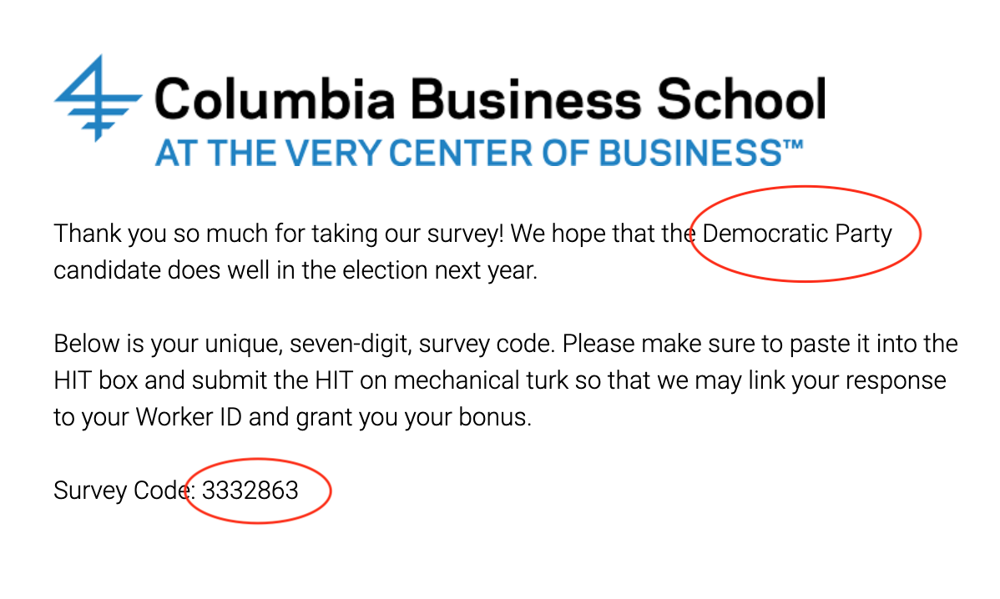 Columbia Business School
AT THE VERY CENTER OF BUSINESS™
Thank you so much for taking our survey! We hope that the Democratic Party
candidate does well in the election next year.
Below is your unique, seven-digit, survey code. Please make sure to paste it into the
HIT box and submit the HIT on mechanical turk so that we may link your response
to your Worker ID and grant you your bonus.
Survey Code: 3332863